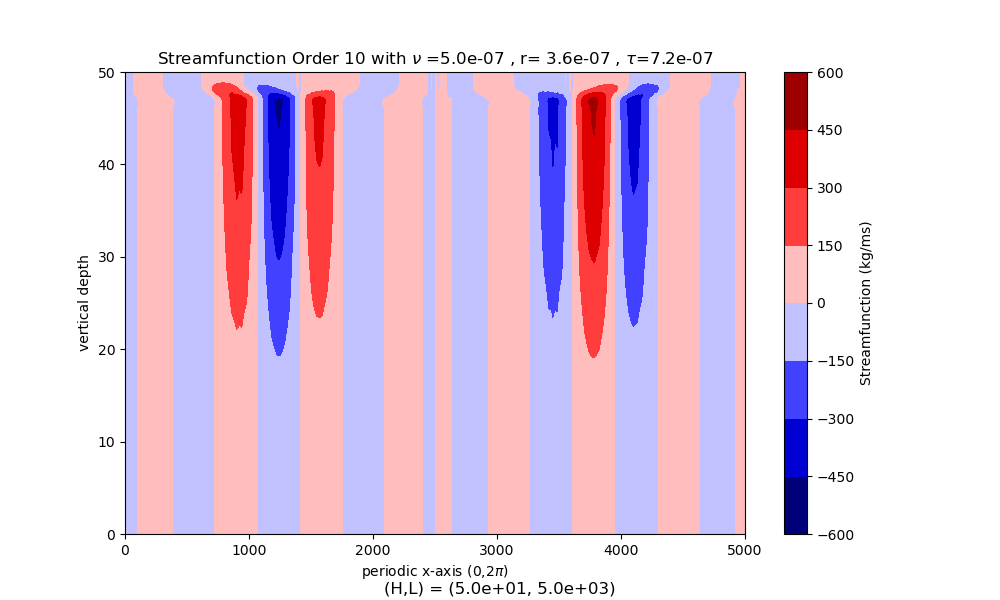 Streamfunction Order 10 with ν =5.0e-07 , r= 3.6e-07 , τ=7.2e-07
50
40
30
20
10
0
vertical depth
0 1000 2000 3000 4000 5000
periodic x-axis (0,2π)
(H,L) = (5.0e+01, 5.0e+03)
600
450
300
150
0
−150
−300
−450
−600
Streamfunction (kg/ms)